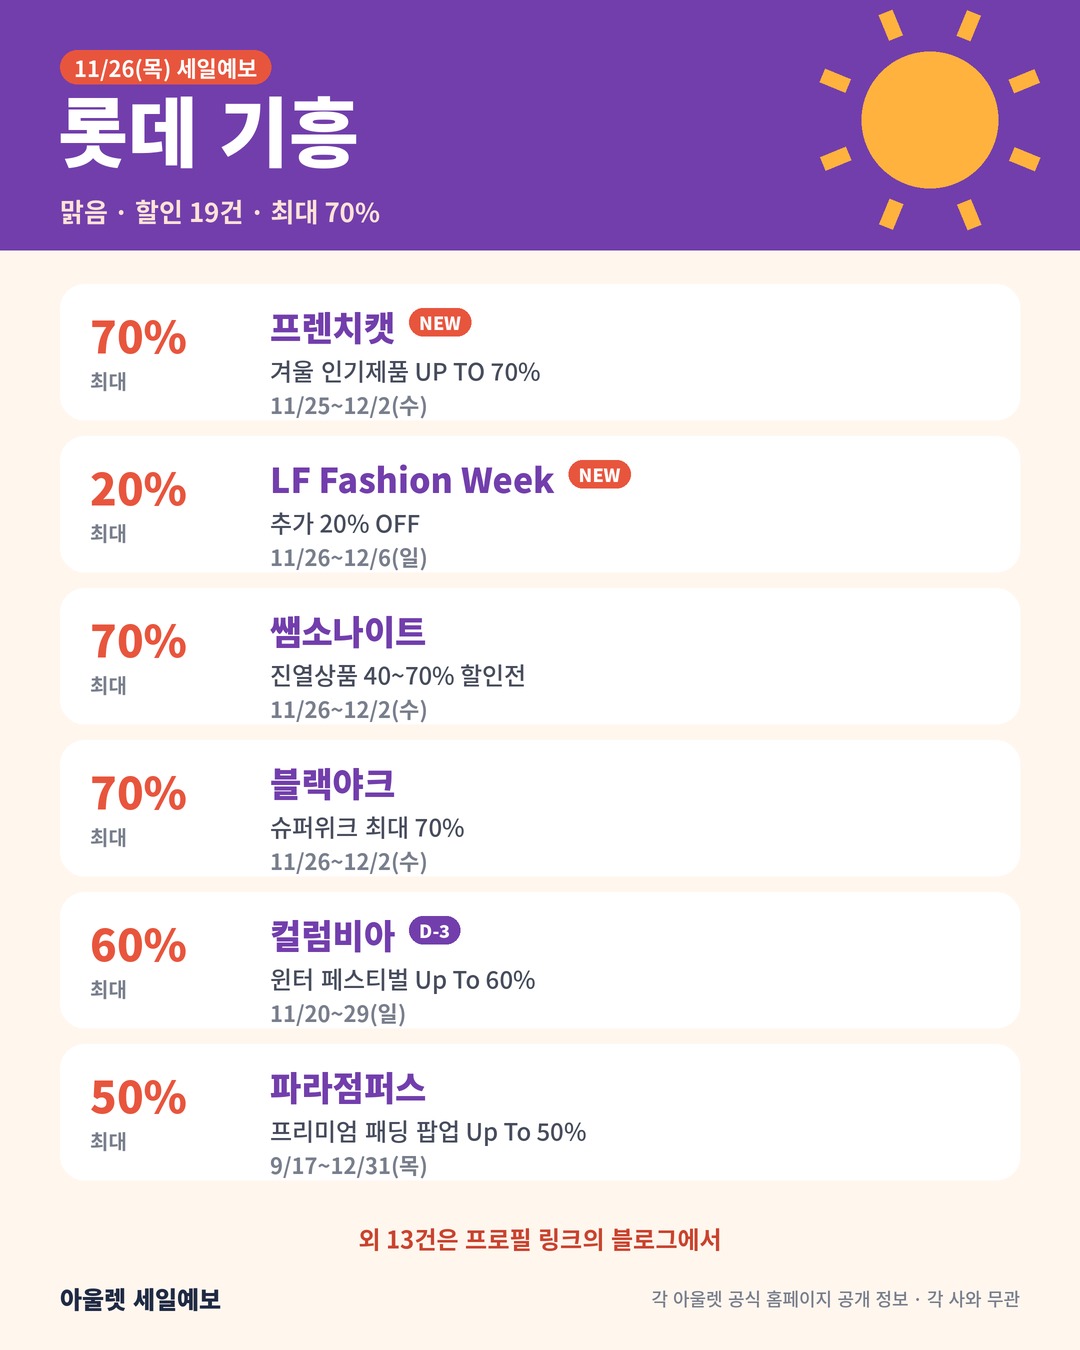 11/26(목) 세일예보
롯데 기흥
맑음 · 할인 19건 · 최대 70%
70%
최대
프렌치캣 NEW
겨울 인기제품 UP TO 70%
11/25~12/2(수)
20%
최대
LF Fashion Week NEW
추가 20% OFF
11/26~12/6(일)
70%
최대
쌤소나이트
진열상품 40~70% 할인전
11/26~12/2(수)
70%
최대
블랙야크
슈퍼위크 최대 70%
11/26~12/2(수)
60%
최대
컬럼비아 D-3
윈터 페스티벌 Up To 60%
11/20~29(일)
50%
최대
파라점퍼스
프리미엄 패딩 팝업 Up To 50%
9/17~12/31(목)
외 13건은 프로필 링크의 블로그에서
아울렛 세일예보
각 아울렛 공식 홈페이지 공개 정보 · 각 사와 무관